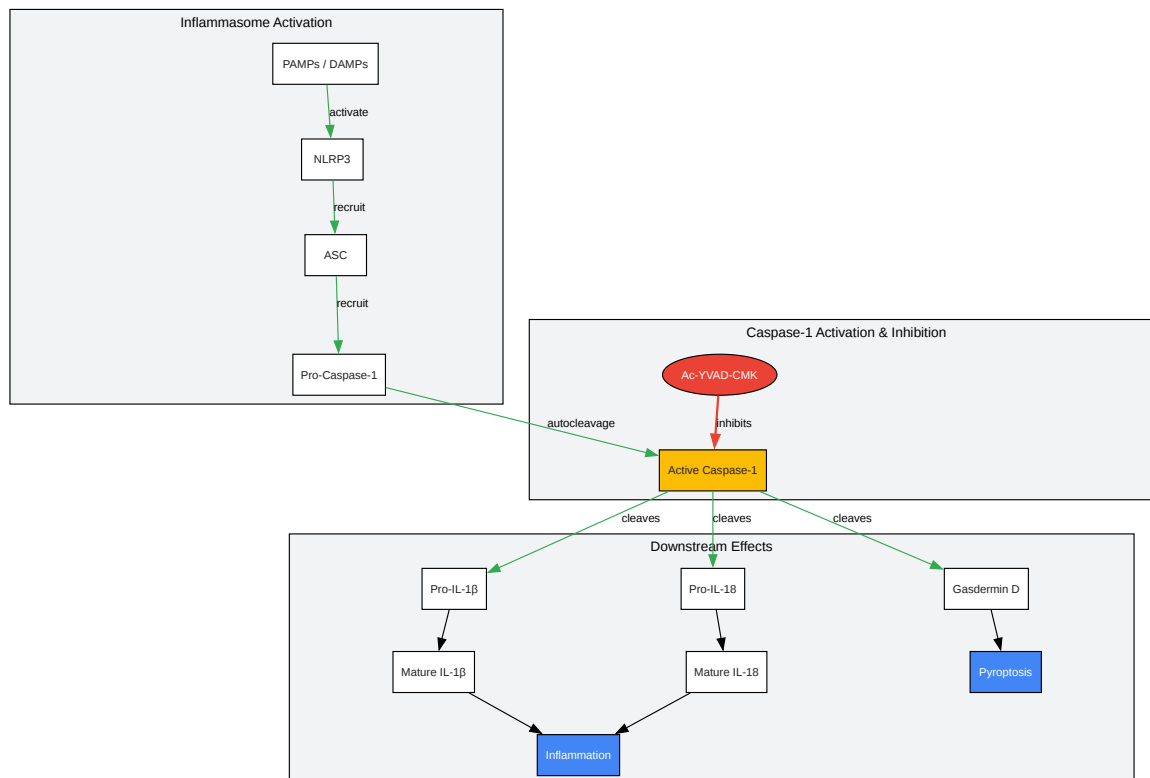 Inflammasome Activation
PAMPs / DAMPs
activate
NLRP3
recruit
ASC
recruit
Pro-Caspase-1
autocleavage
Caspase-1 Activation & Inhibition
Ac-YVAD-CMK
inhibits
Active Caspase-1
cleaves
cleaves
cleaves
Downstream Effects
Pro-IL-1β
Pro-IL-18
Gasdermin D
Mature IL-1β
Mature IL-18
Pyroptosis
Inflammation